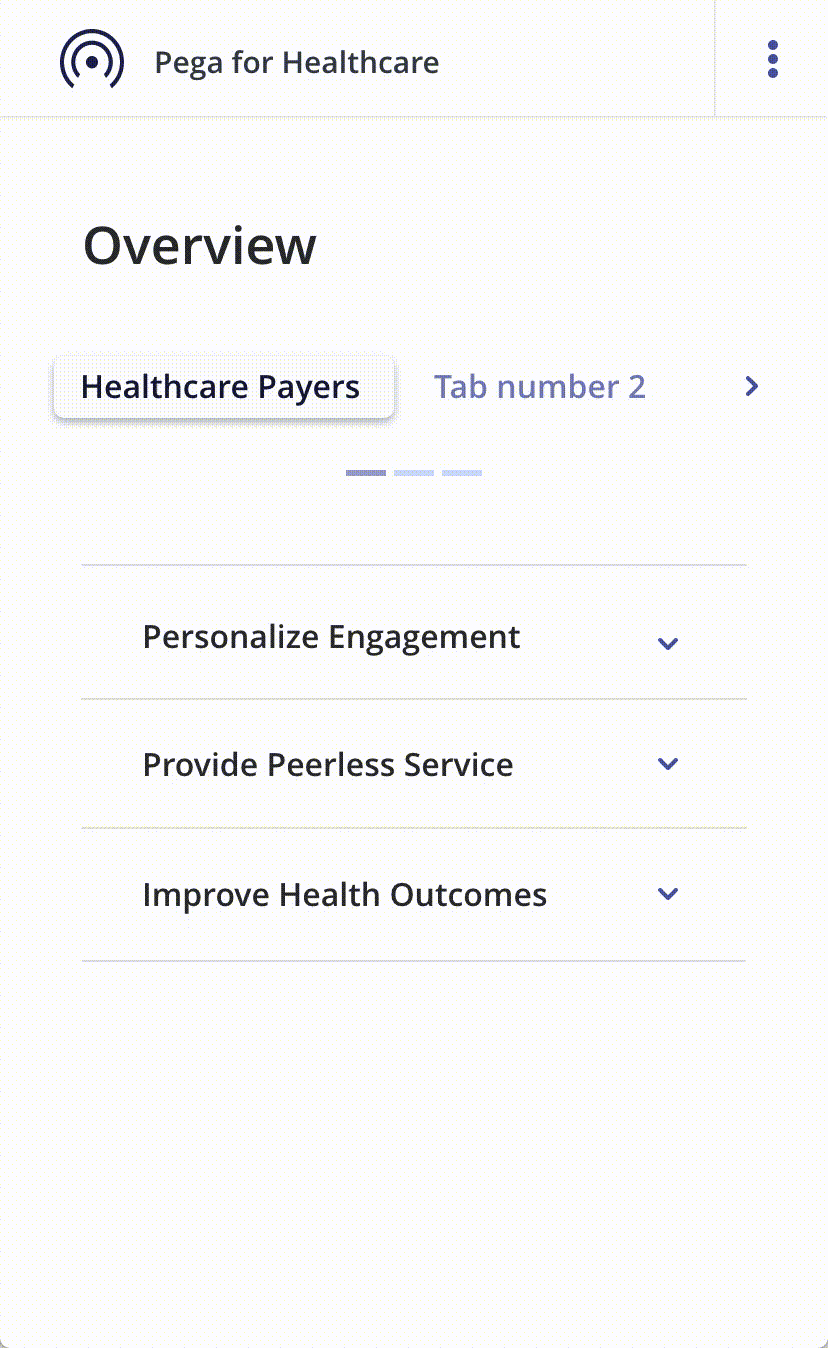 Pega for Healthcare
Overview
Healthcare Payers
Tab number 2
Personalize Engagement
Provide Peerless Service
Improve Health Outcomes